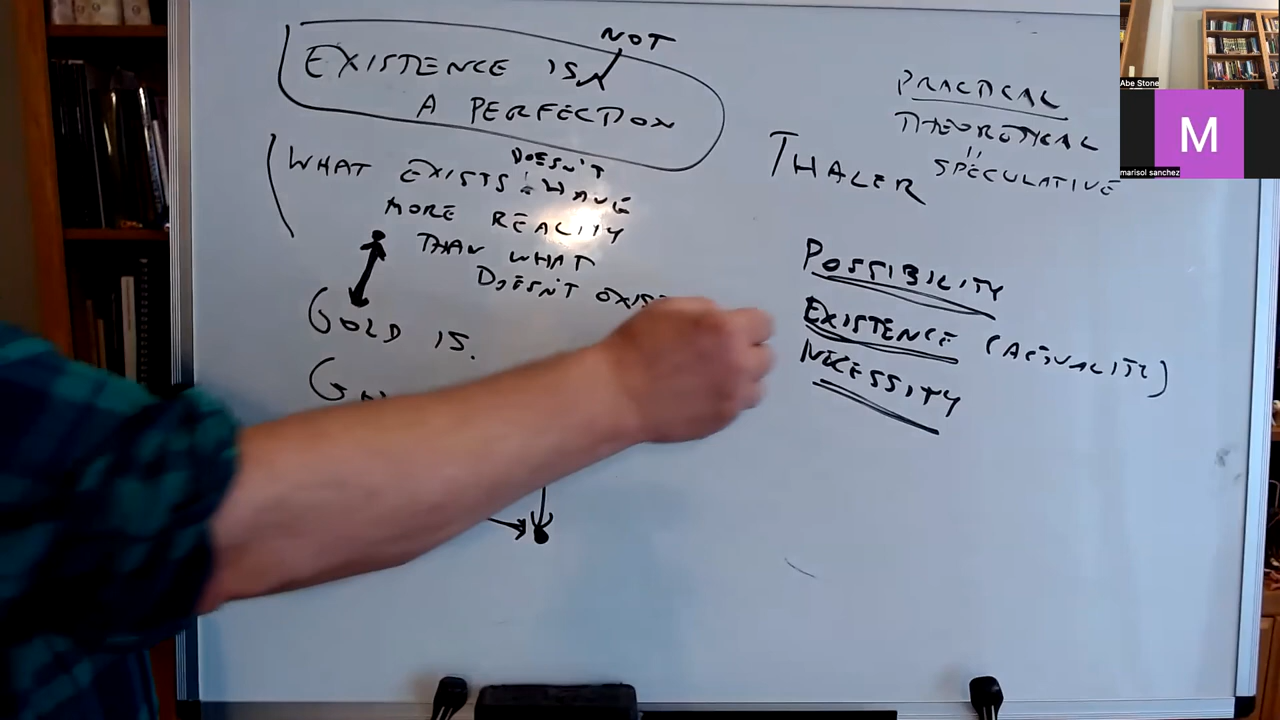 NOT
EXISTENCE IS
A PERFECTION
WHAT EXISTS DOESN'T HAVE
MORE REALITY
THAN WHAT
DOESN'T EXIST
GOLD IS.
THALER
PRACTICAL
THEORETICAL
"
SPECULATIVE
POSSIBILITY
EXISTENCE (ACTUALITY)
NECESSITY
Abe Stone
M
marisol sanchez